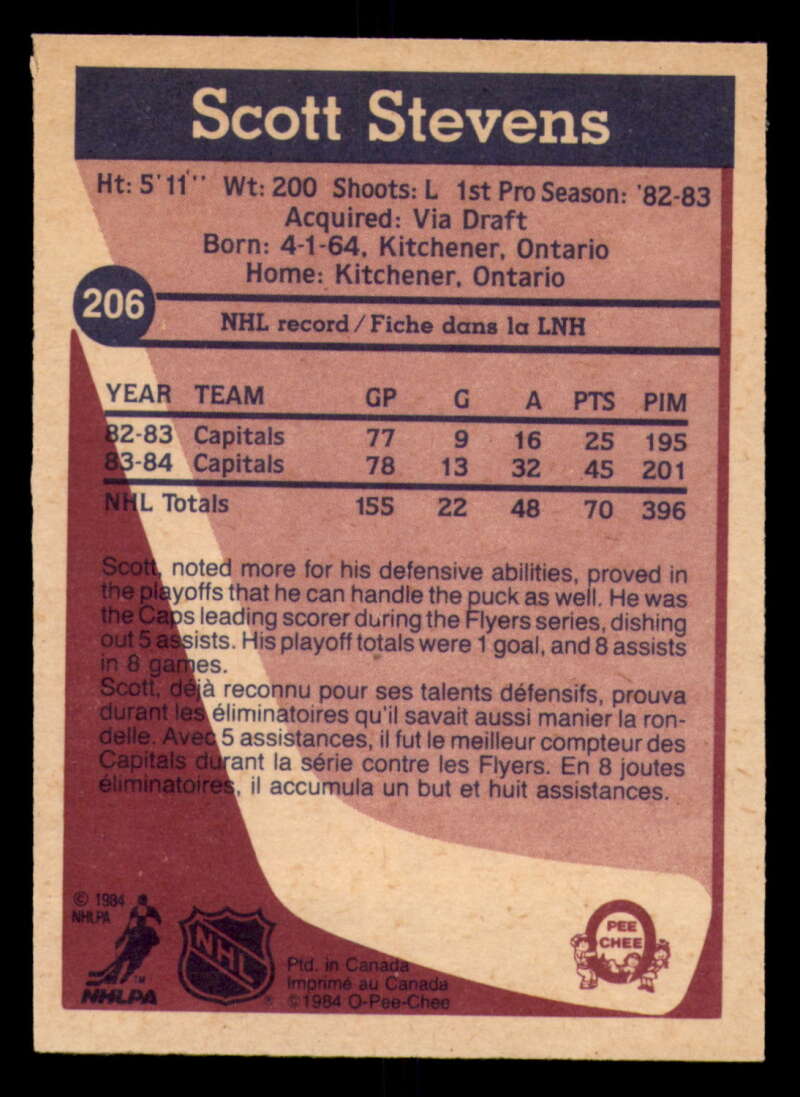 Scott Stevens
Ht: 5'11'' Wt: 200 Shoots: L 1st Pro Season: '82-83
Acquired: Via Draft
Born: 4-1-64, Kitchener, Ontario
Home: Kitchener, Ontario
206
NHL record/Fiche dans la LNH
YEAR TEAM GP G A PTS PIM
82-83 Capitals 77 9 16 25 195
83-84 Capitals 78 13 32 45 201
NHL Totals 155 22 48 70 396
Scott, noted more for his defensive abilities, proved in
the playoffs that he can handle the puck as well. He was
the Caps leading scorer during the Flyers series, dishing
out 5 assists. His playoff totals were 1 goal, and 8 assists
in 8 games.
Scott, déjà reconnu pour ses talents défensifs, prouva
durant les éliminatoires qu'il savait aussi manier la ron-
delle. Avec 5 assistances, il fut le meilleur compteur des
Capitals durant la série contre les Flyers. En 8 joutes
éliminatoires, il accumula un but et huit assistances.
© 1984
NHLPA
TM
NHLPA
NHL
®
Ptd. in Canada
Imprimé au Canada
©1984 O-Pee-Chee
PEE
CHEE